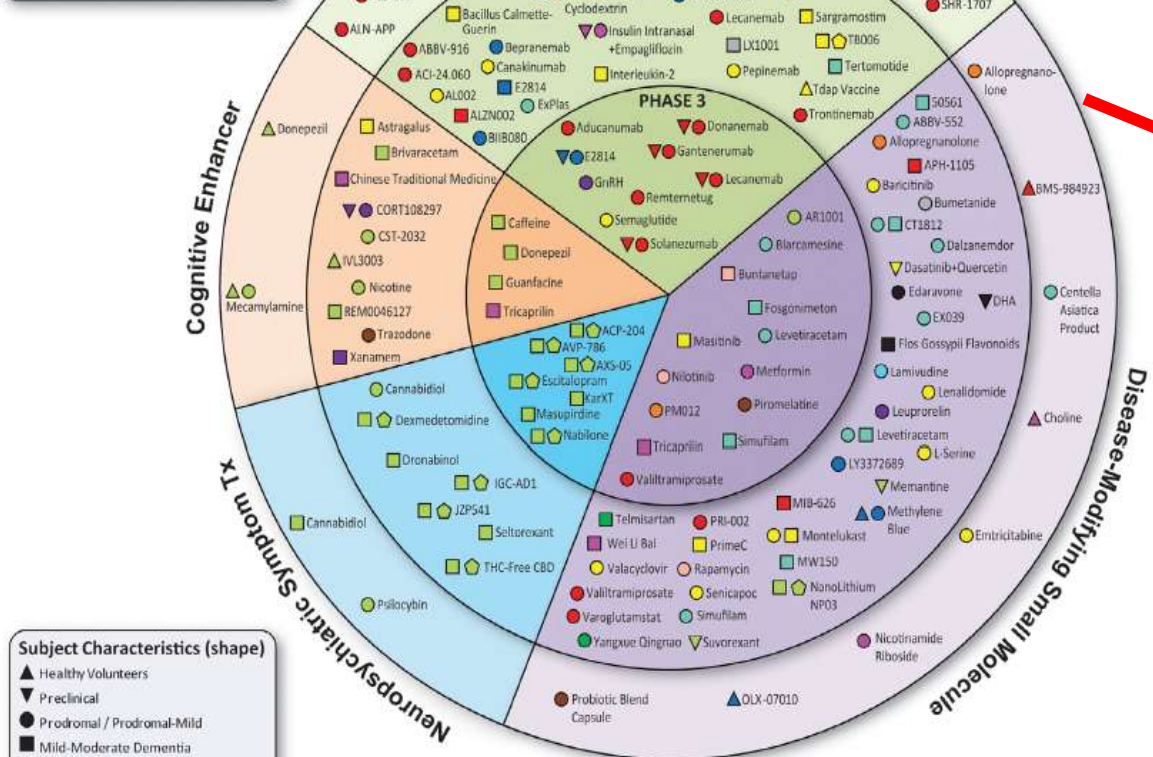 SHR-1707
ALN-APP
Bacillus Calmette-
Guerin
Cyclodextrin
Lecanemab
Sargramostim
ABBV-916
Bepranemab
Insulin Intranasal
+Empagliflozin
LX1001
TB006
ACI-24.060
Canakinumab
Interleukin-2
Pepinemab
Tertomotide
AL002
E2814
ExPlas
Tdap Vaccine
ALZN002
Trontinemab
BIIB080
PHASE 3
Aducanumab
Donanemab
E2814
Gantenerumab
GnRH
Lecanemab
Remternetug
Semaglutide
Solanezumab
Cognitive Enhancer
Donepezil
Mecamylamine
Astragalus
Brivaracetam
Chinese Traditional Medicine
CORT108297
CST-2032
IVL3003
Nicotine
REM0046127
Trazodone
Xanamem
Caffeine
Donepezil
Guanfacine
Tricaprilin
ACP-204
AVP-786
AXS-05
Escitalopram
KarXT
Masupirdine
Nabilone
Cannabidiol
Dexmedetomidine
Dronabinol
IGC-AD1
JZP541
Seltorexant
THC-Free CBD
Cannabidiol
Psilocybin
Neuropsychiatric Symptom Tx
AR1001
Blarcamesine
Buntanetap
Fosgonimeton
Levetiracetam
Masitinib
Nilotinib
Metformin
PM012
Piromelatine
Tricaprilin
Simufilam
Valiltramiprosate
Allopregnano-
lone
S0561
ABBV-552
Allopregnanolone
APH-1105
Baricitinib
Bumetanide
CT1812
Dalzanemdor
Dasatinib+Quercetin
Edaravone
DHA
EX039
Flos Gossypii Flavonoids
Lamivudine
Lenalidomide
Leuprorelin
Levetiracetam
L-Serine
LY3372689
Memantine
MIB-626
Methylene
Blue
Montelukast
MW150
NanoLithium
NP03
Telmisartan
PRI-002
Wei Li Bai
PrimeC
Valacyclovir
Rapamycin
Valiltramiprosate
Senicapoc
Varoglutamstat
Simufilam
Yangxue Qingnao
Suvorexant
BMS-984923
Centella
Asiatica
Product
Choline
Emtricitabine
Nicotinamide
Riboside
Probiotic Blend
Capsule
OLX-07010
Disease-Modifying Small Molecule
Subject Characteristics (shape)
Healthy Volunteers
Preclinical
Prodromal / Prodromal-Mild
Mild-Moderate Dementia